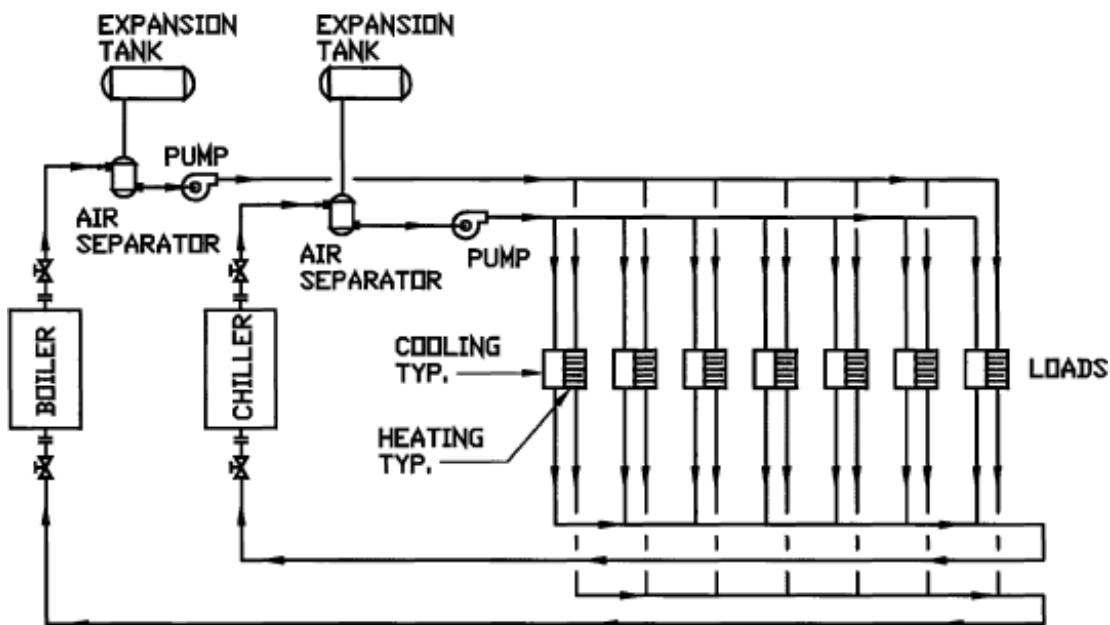 EXPANSION
TANK
EXPANSION
TANK
PUMP
AIR
SEPARATOR
AIR
SEPARATOR
PUMP
BOILER
CHILLER
COOLING
TYP.
LOADS
HEATING
TYP.